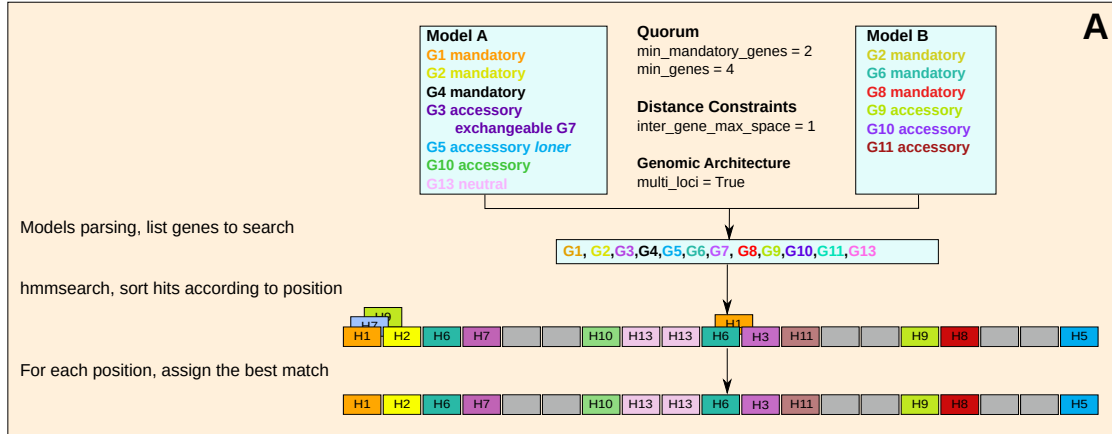 A
Model A
G1 mandatory
G2 mandatory
G4 mandatory
G3 accessory
exchangeable G7
G5 accesssory loner
G10 accessory
G13 neutral
Quorum
min_mandatory_genes = 2
min_genes = 4
Distance Constraints
inter_gene_max_space = 1
Genomic Architecture
multi_loci = True
Model B
G2 mandatory
G6 mandatory
G8 mandatory
G9 accessory
G10 accessory
G11 accessory
Models parsing, list genes to search
G1, G2,G3,G4,G5,G6,G7, G8,G9,G10,G11,G13
hmmsearch, sort hits according to position
H9
H7 H1
H1 H2 H6 H7 H10 H13 H13 H6 H3 H11 H9 H8 H5
For each position, assign the best match
H1 H2 H6 H7 H10 H13 H13 H6 H3 H11 H9 H8 H5